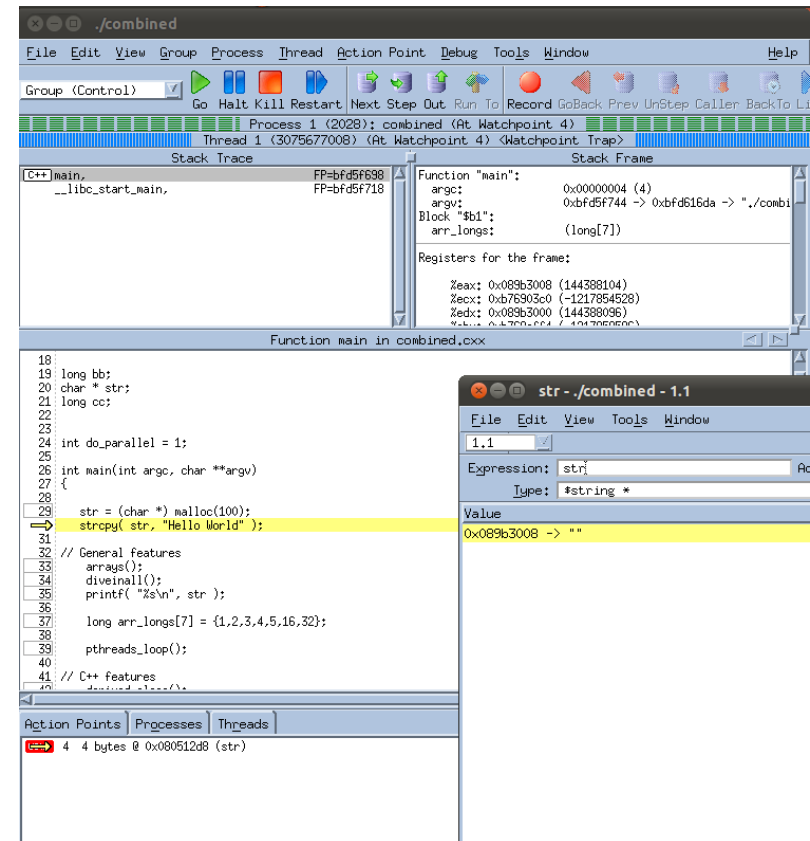 ./combined
File Edit View Group Process Thread Action Point Debug Tools Window Help
Group (Control)
Go Halt Kill Restart Next Step Out Run To Record GoBack Prev UnStep Caller BackTo Li
Process 1 (2028): combined (At Watchpoint 4)
Thread 1 (3075677008) (At Watchpoint 4) <Watchpoint Trap>
Stack Trace
C++ main, FP=bfd5f698
__libc_start_main, FP=bfd5f718
Stack Frame
Function "main":
argc: 0x00000004 (4)
argv: 0xbfd5f744 -> 0xbfd616da -> "./combi
Block "$b1":
arr_longs: (long[7])
Registers for the frame:
%eax: 0x089b3008 (144388104)
%ecx: 0xb76903c0 (-1217854528)
%edx: 0x089b3000 (144388096)
Function main in combined.cxx
18
19 long bb;
20 char * str;
21 long cc;
22
23
24 int do_parallel = 1;
25
26 int main(int argc, char **argv)
27 {
28
29 str = (char *) malloc(100);
strcpy( str, "Hello World" );
31
32 // General features
33 arrays();
34 diveinall();
35 printf( "%s\n", str );
36
37 long arr_longs[7] = {1,2,3,4,5,16,32};
38
39 pthreads_loop();
40
41 // C++ features
Action Points Processes Threads
4 4 bytes @ 0x080512d8 (str)
str - ./combined - 1.1
File Edit View Tools Window
1.1
Expression: str
Type: $string *
Value
0x089b3008 -> ""